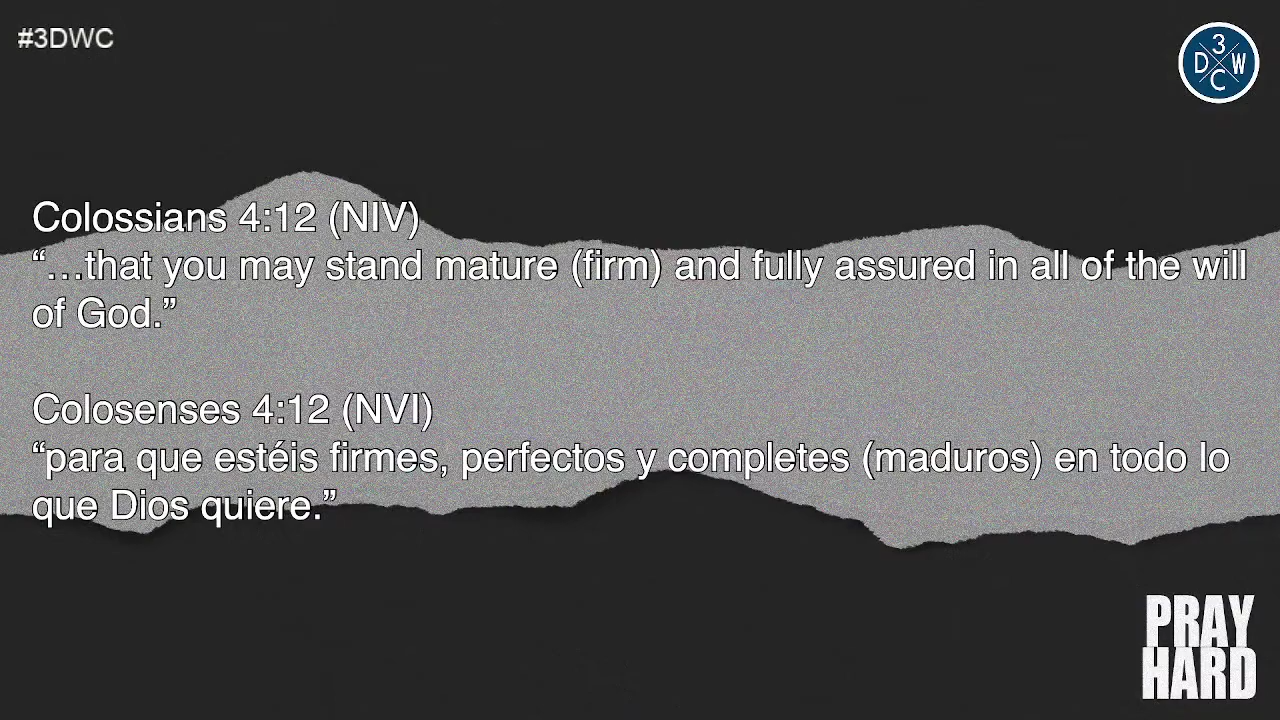 #3DWC
3
D W
C
Colossians 4:12 (NIV)
“…that you may stand mature (firm) and fully assured in all of the will
of God.”
Colosenses 4:12 (NVI)
“para que estéis firmes, perfectos y completes (maduros) en todo lo
que Dios quiere.”
PRAY
HARD